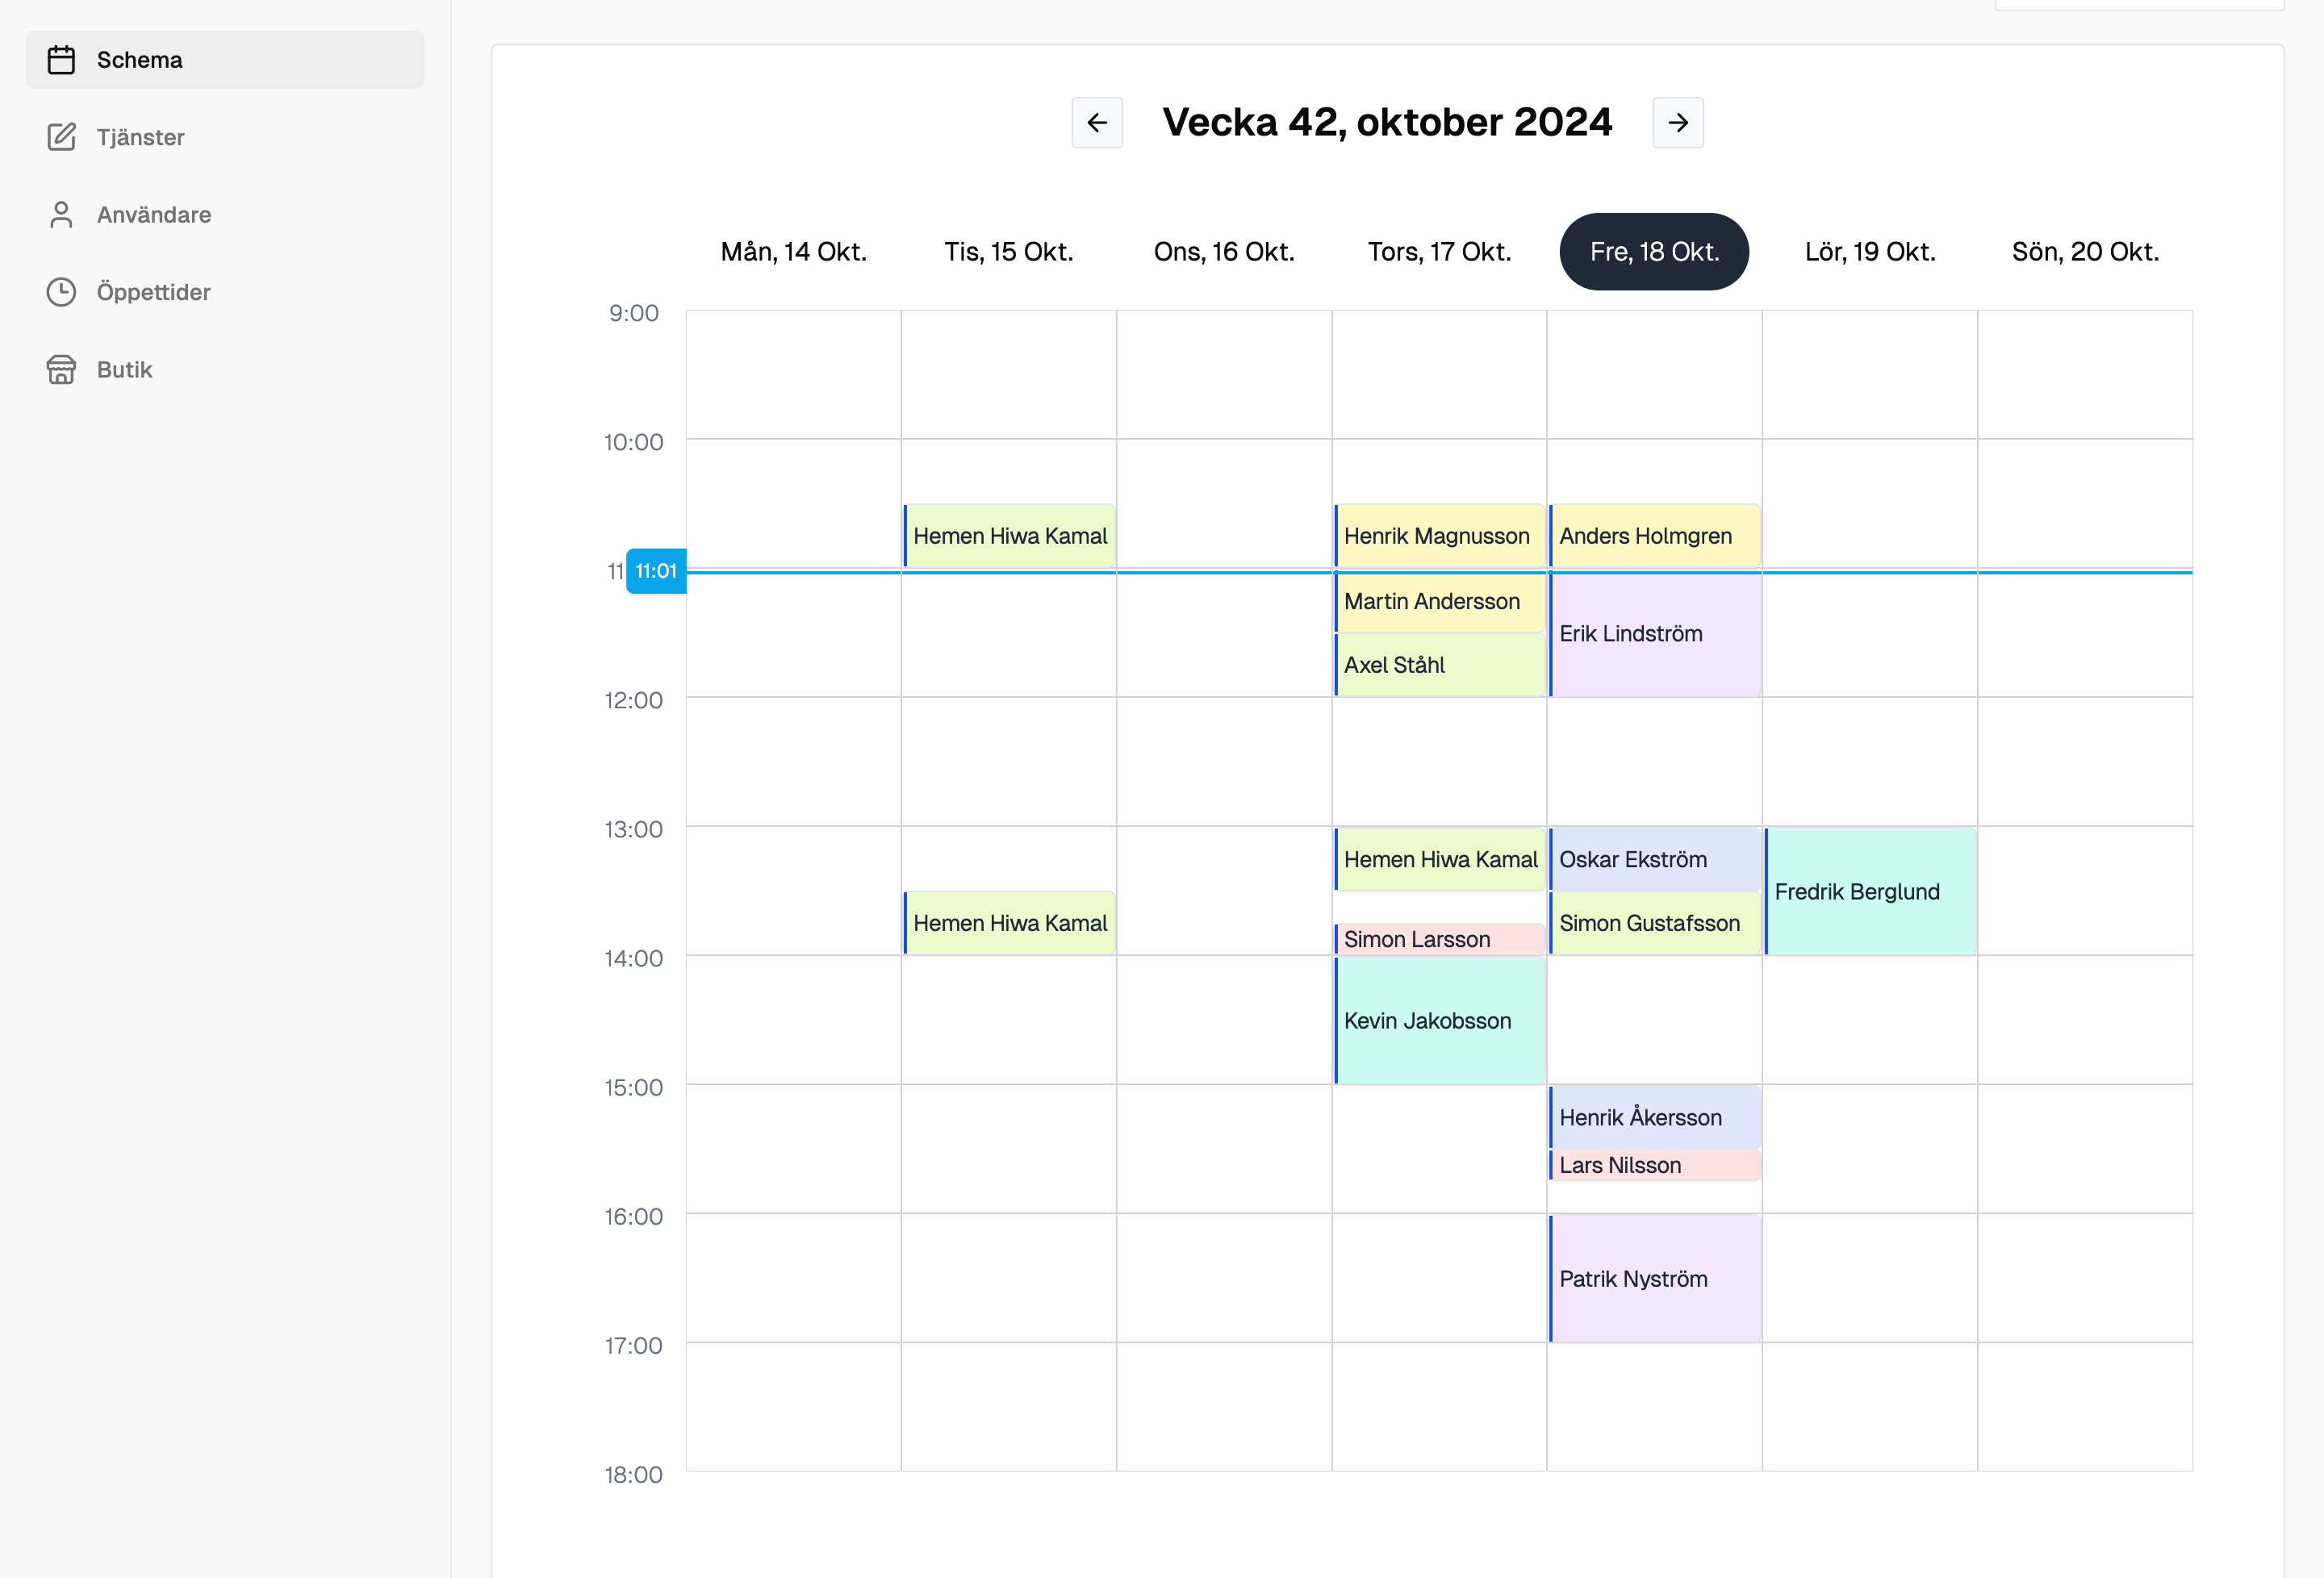 Schema
Tjänster
Användare
Öppettider
Butik
Vecka 42, oktober 2024
Mån, 14 Okt.
Tis, 15 Okt.
Ons, 16 Okt.
Tors, 17 Okt.
Fre, 18 Okt.
Lör, 19 Okt.
Sön, 20 Okt.
9:00
10:00
Hemen Hiwa Kamal
Henrik Magnusson
Anders Holmgren
11
11:01
Martin Andersson
Erik Lindström
Axel Ståhl
12:00
13:00
Hemen Hiwa Kamal
Oskar Ekström
Fredrik Berglund
Hemen Hiwa Kamal
Simon Gustafsson
Simon Larsson
14:00
Kevin Jakobsson
15:00
Henrik Åkersson
Lars Nilsson
16:00
Patrik Nyström
17:00
18:00